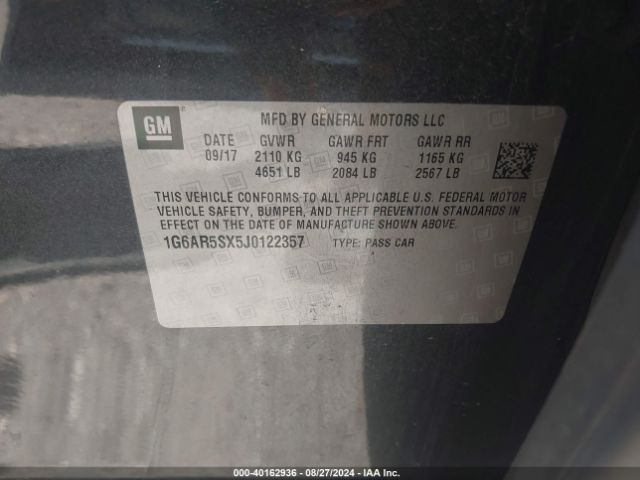 GM
MFD BY GENERAL MOTORS LLC
DATE GVWR GAWR FRT GAWR RR
09/17 2110 KG 945 KG 1165 KG
4651 LB 2084 LB 2567 LB
THIS VEHICLE CONFORMS TO ALL APPLICABLE U.S. FEDERAL MOTOR
VEHICLE SAFETY, BUMPER, AND THEFT PREVENTION STANDARDS IN
EFFECT ON THE DATE OF MANUFACTURE SHOWN ABOVE.
1G6AR5SX5J0122357 TYPE: PASS CAR
000-40162936 - 08/27/2024 - IAA Inc.